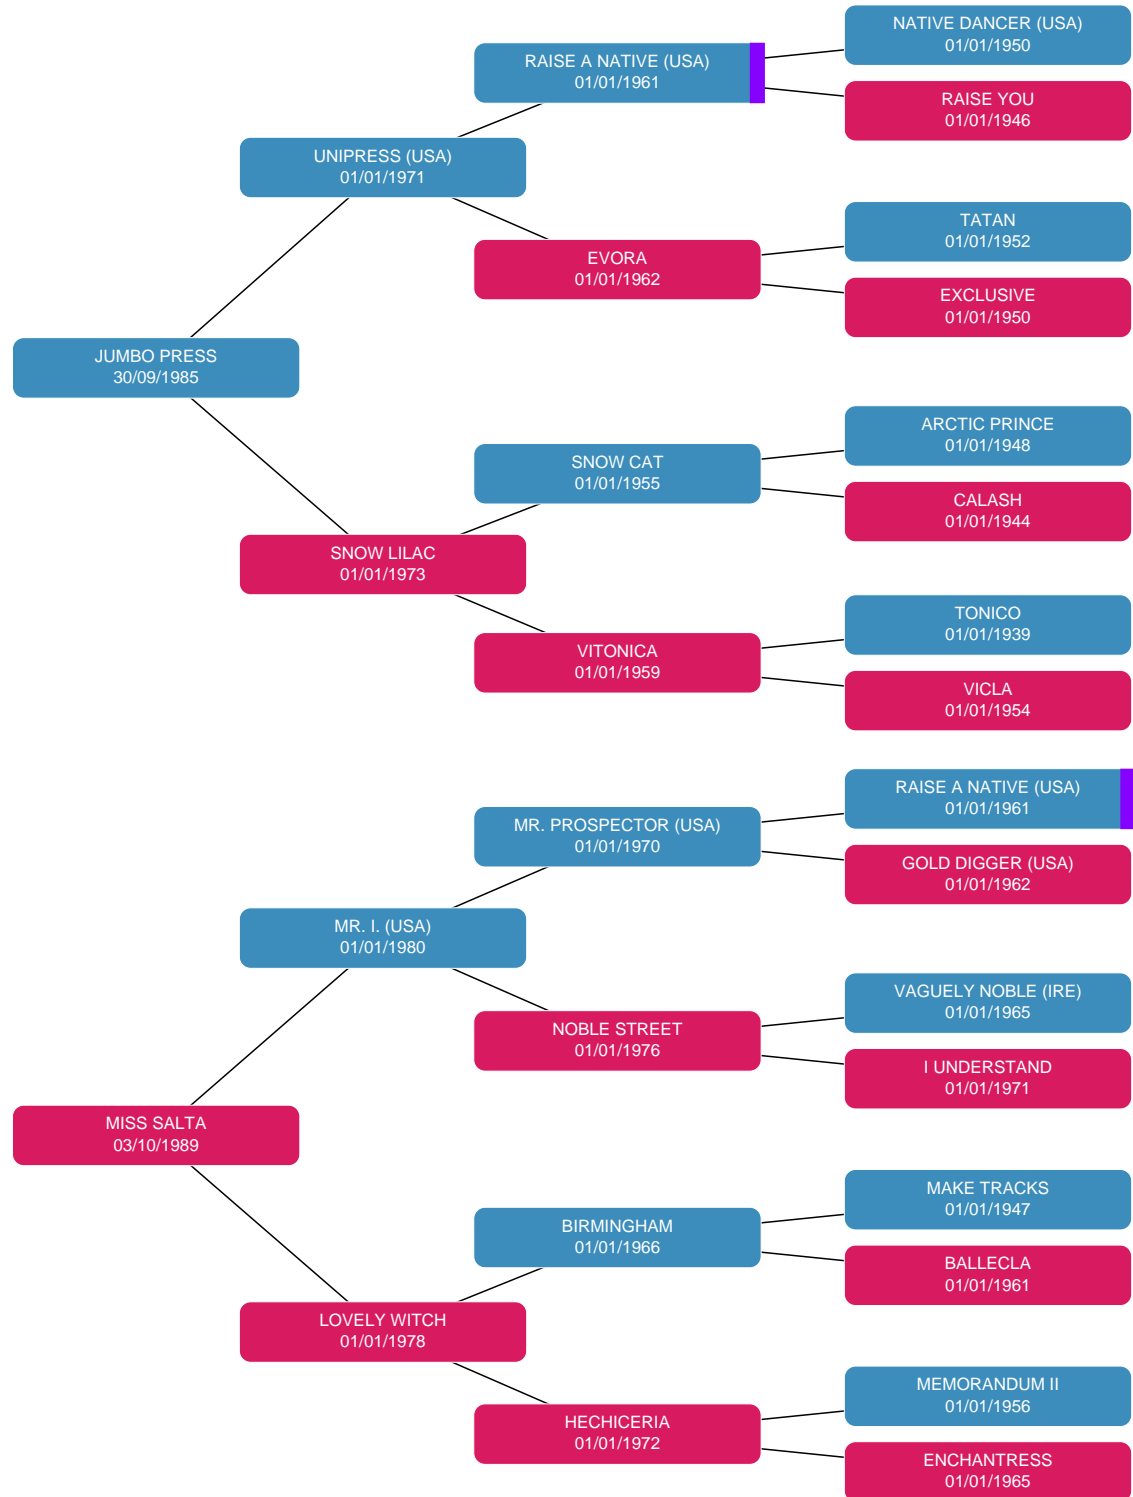 NATIVE DANCER (USA)
01/01/1950
RAISE A NATIVE (USA)
01/01/1961
RAISE YOU
01/01/1946
UNIPRESS (USA)
01/01/1971
TATAN
01/01/1952
EVORA
01/01/1962
EXCLUSIVE
01/01/1950
JUMBO PRESS
30/09/1985
ARCTIC PRINCE
01/01/1948
SNOW CAT
01/01/1955
CALASH
01/01/1944
SNOW LILAC
01/01/1973
TONICO
01/01/1939
VITONICA
01/01/1959
VICLA
01/01/1954
RAISE A NATIVE (USA)
01/01/1961
MR. PROSPECTOR (USA)
01/01/1970
GOLD DIGGER (USA)
01/01/1962
MR. I. (USA)
01/01/1980
VAGUELY NOBLE (IRE)
01/01/1965
NOBLE STREET
01/01/1976
I UNDERSTAND
01/01/1971
MISS SALTA
03/10/1989
MAKE TRACKS
01/01/1947
BIRMINGHAM
01/01/1966
BALLECLA
01/01/1961
LOVELY WITCH
01/01/1978
MEMORANDUM II
01/01/1956
HECHICERIA
01/01/1972
ENCHANTRESS
01/01/1965